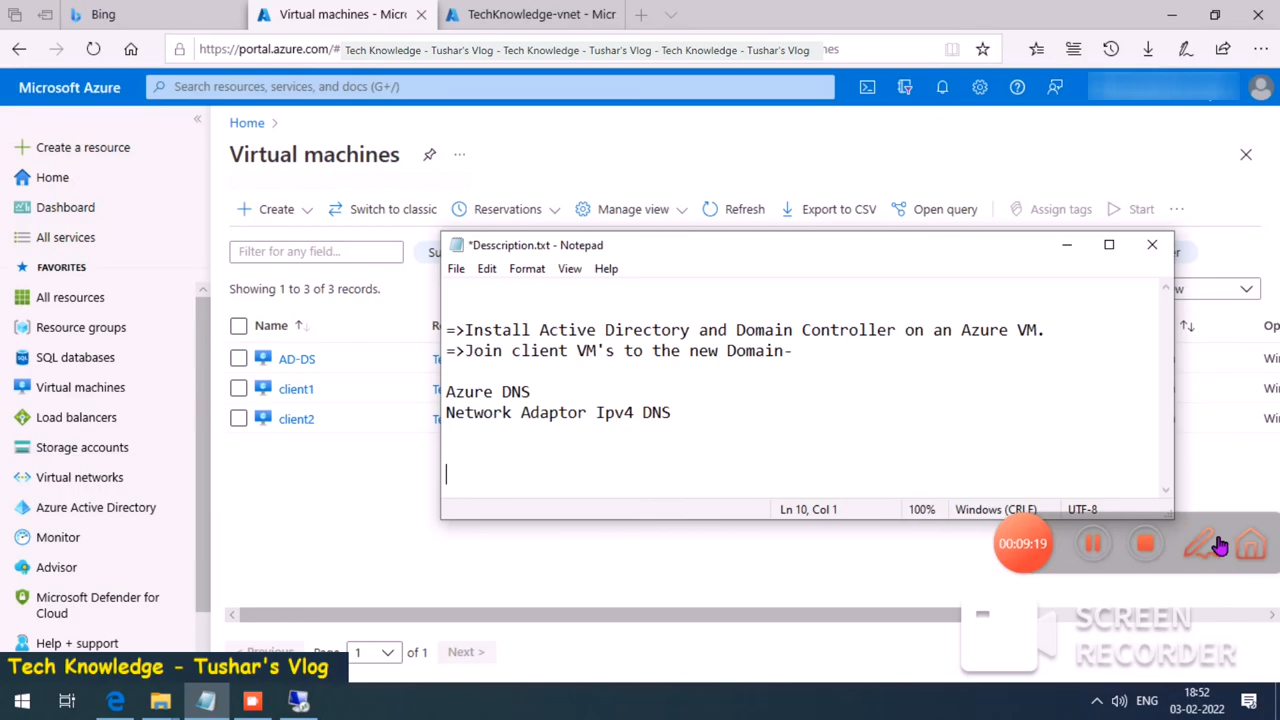 Bing
Virtual machines - Micr
TechKnowledge-vnet - Micr
https://portal.azure.com/#
Tech Knowledge - Tushar's Vlog - Tech Knowledge - Tushar's Vlog - Tech Knowledge - Tushar's Vlog
Microsoft Azure
Search resources, services, and docs (G+/)
Create a resource
Home
Dashboard
All services
FAVORITES
All resources
Resource groups
SQL databases
Virtual machines
Load balancers
Storage accounts
Virtual networks
Azure Active Directory
Monitor
Advisor
Microsoft Defender for
Cloud
Help + support
Home >
Virtual machines
Create
Switch to classic
Reservations
Manage view
Refresh
Export to CSV
Open query
Assign tags
Start
Filter for any field...
Su
Showing 1 to 3 of 3 records.
Name
AD-DS
client1
client2
*Desscription.txt - Notepad
File Edit Format View Help
=>Install Active Directory and Domain Controller on an Azure VM.
=>Join client VM's to the new Domain-
Azure DNS
Network Adaptor Ipv4 DNS
Ln 10, Col 1
100%
Windows (CRLF)
UTF-8
Op
Win
Win
Win
00:09:19
SCREEN
RECORDER
< Previous
1
of 1
Next >
Tech Knowledge - Tushar's Vlog
ENG
18:52
03-02-2022